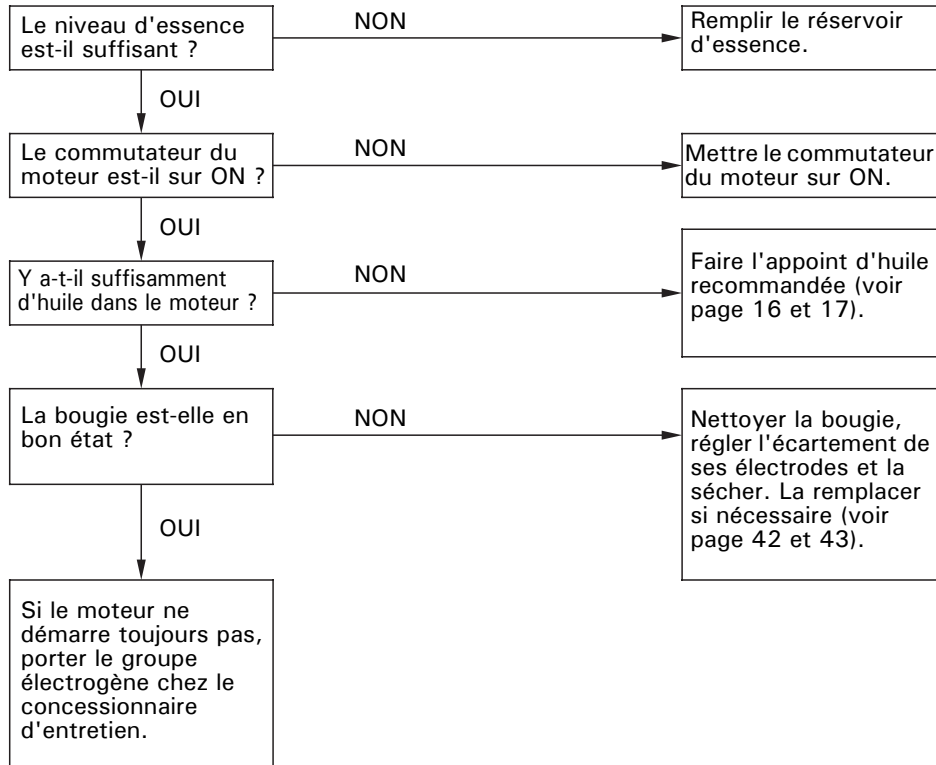 Le niveau d'essence
est-il suffisant ?
NON
Remplir le réservoir
d'essence.
OUI
Le commutateur du
moteur est-il sur ON ?
NON
Mettre le commutateur
du moteur sur ON.
OUI
Y a-t-il suffisamment
d'huile dans le moteur ?
NON
Faire l'appoint d'huile
recommandée (voir
page 16 et 17).
OUI
La bougie est-elle en
bon état ?
NON
Nettoyer la bougie,
régler l'écartement de
ses électrodes et la
sécher. La remplacer
si nécessaire (voir
page 42 et 43).
OUI
Si le moteur ne
démarre toujours pas,
porter le groupe
électrogène chez le
concessionnaire
d'entretien.